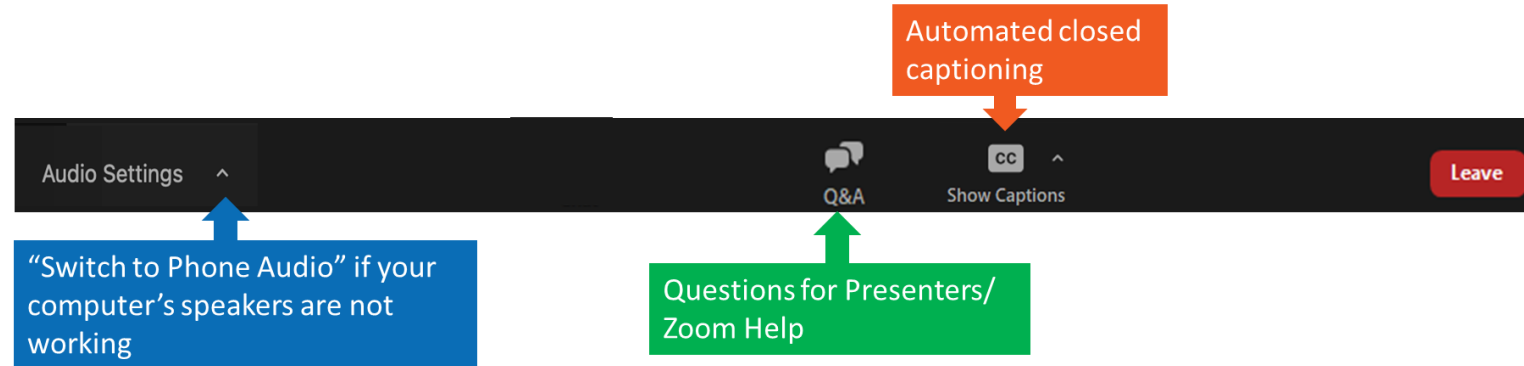 Automated closed
captioning
Audio Settings ^
CC ^
Q&A
Show Captions
Leave
“Switch to Phone Audio” if your
computer’s speakers are not
working
Questions for Presenters/
Zoom Help